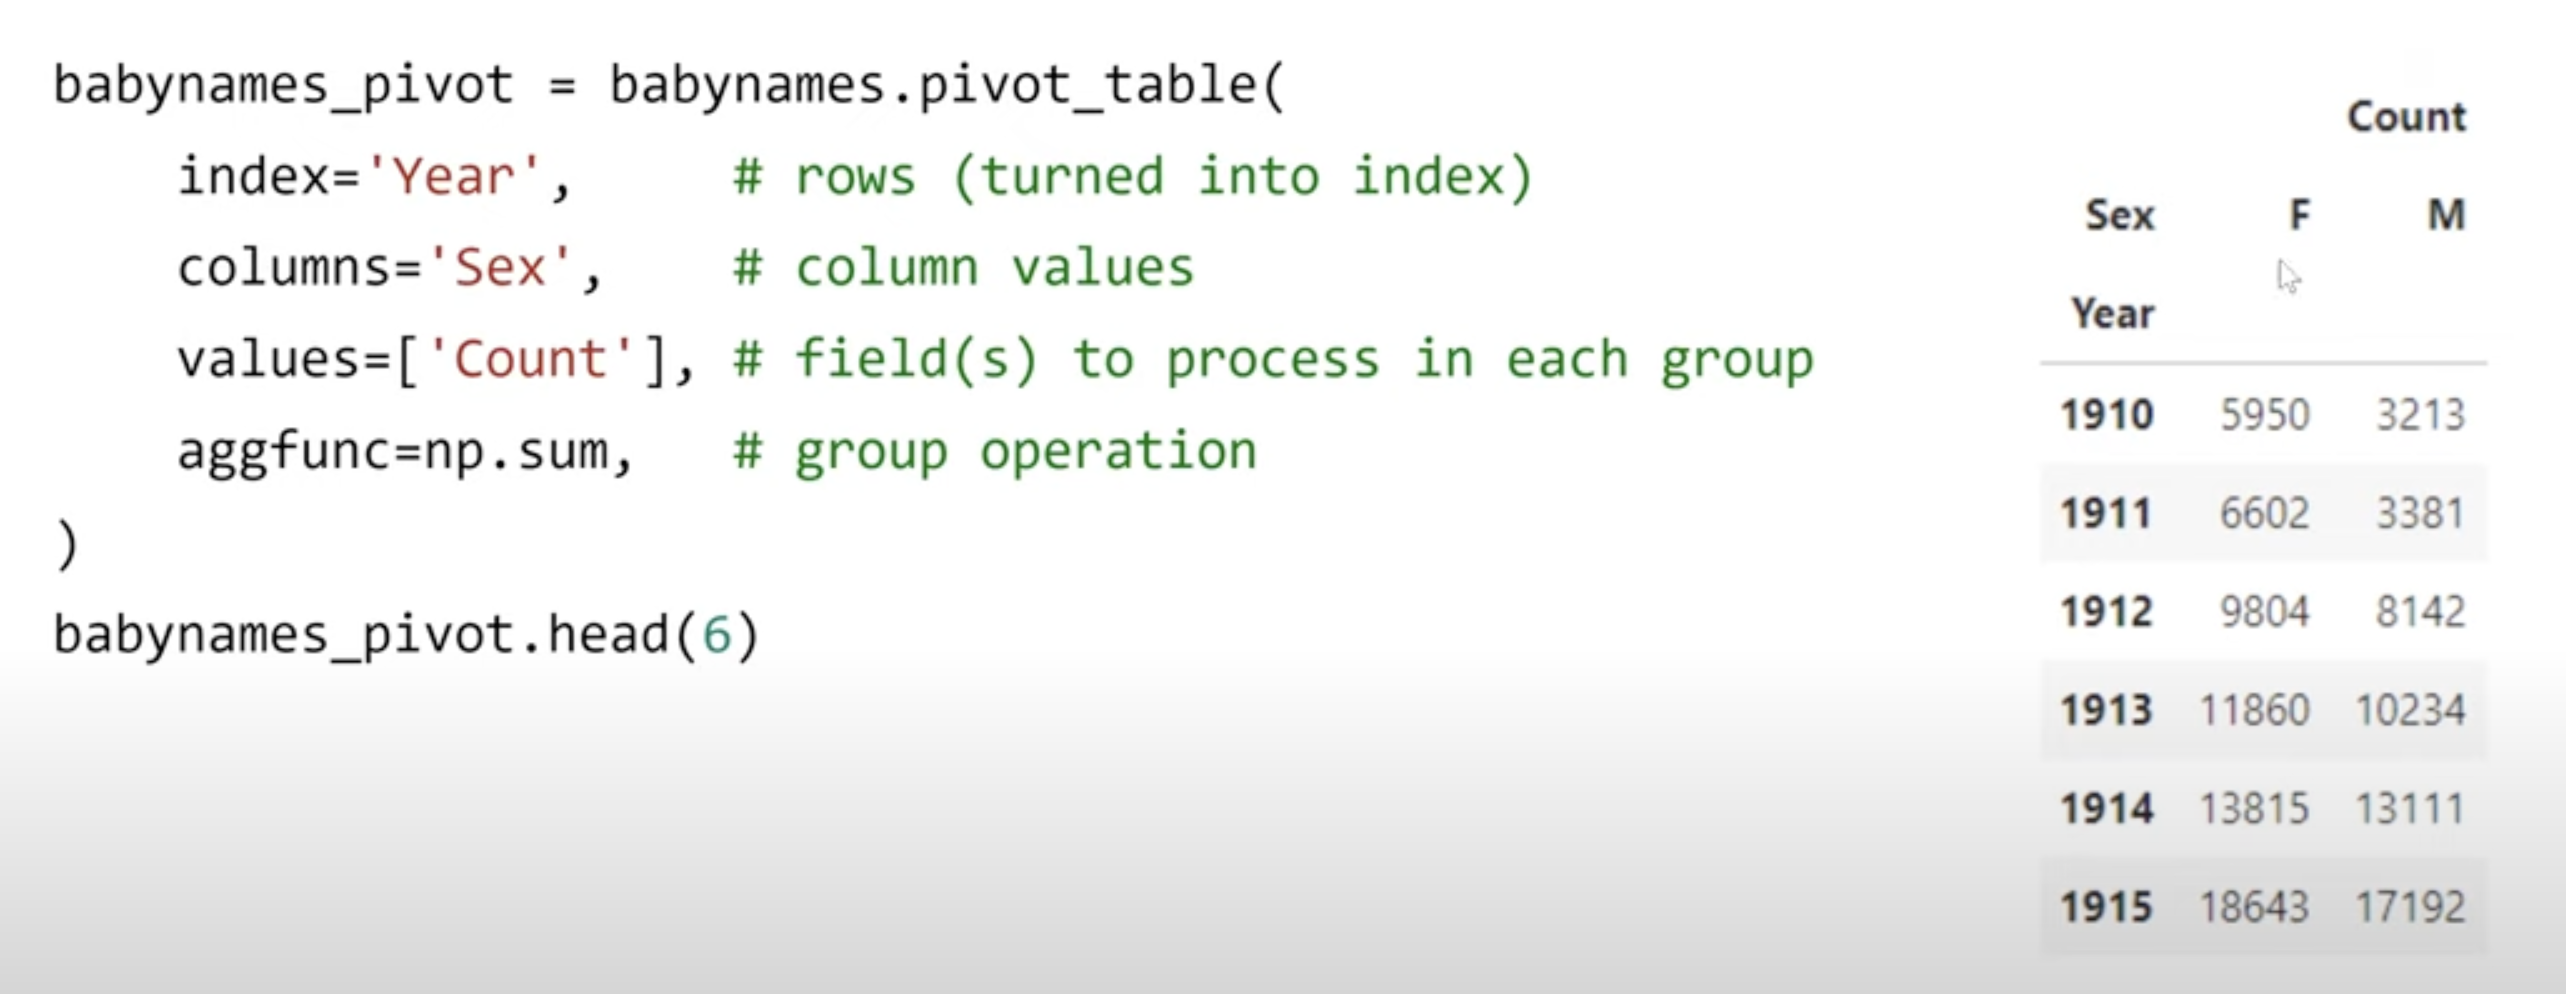 babynames_pivot = babynames.pivot_table(
    index='Year',     # rows (turned into index)
    columns='Sex',    # column values
    values=['Count'], # field(s) to process in each group
    aggfunc=np.sum,   # group operation
)
babynames_pivot.head(6)
Count
Sex F M
Year
1910 5950 3213
1911 6602 3381
1912 9804 8142
1913 11860 10234
1914 13815 13111
1915 18643 17192